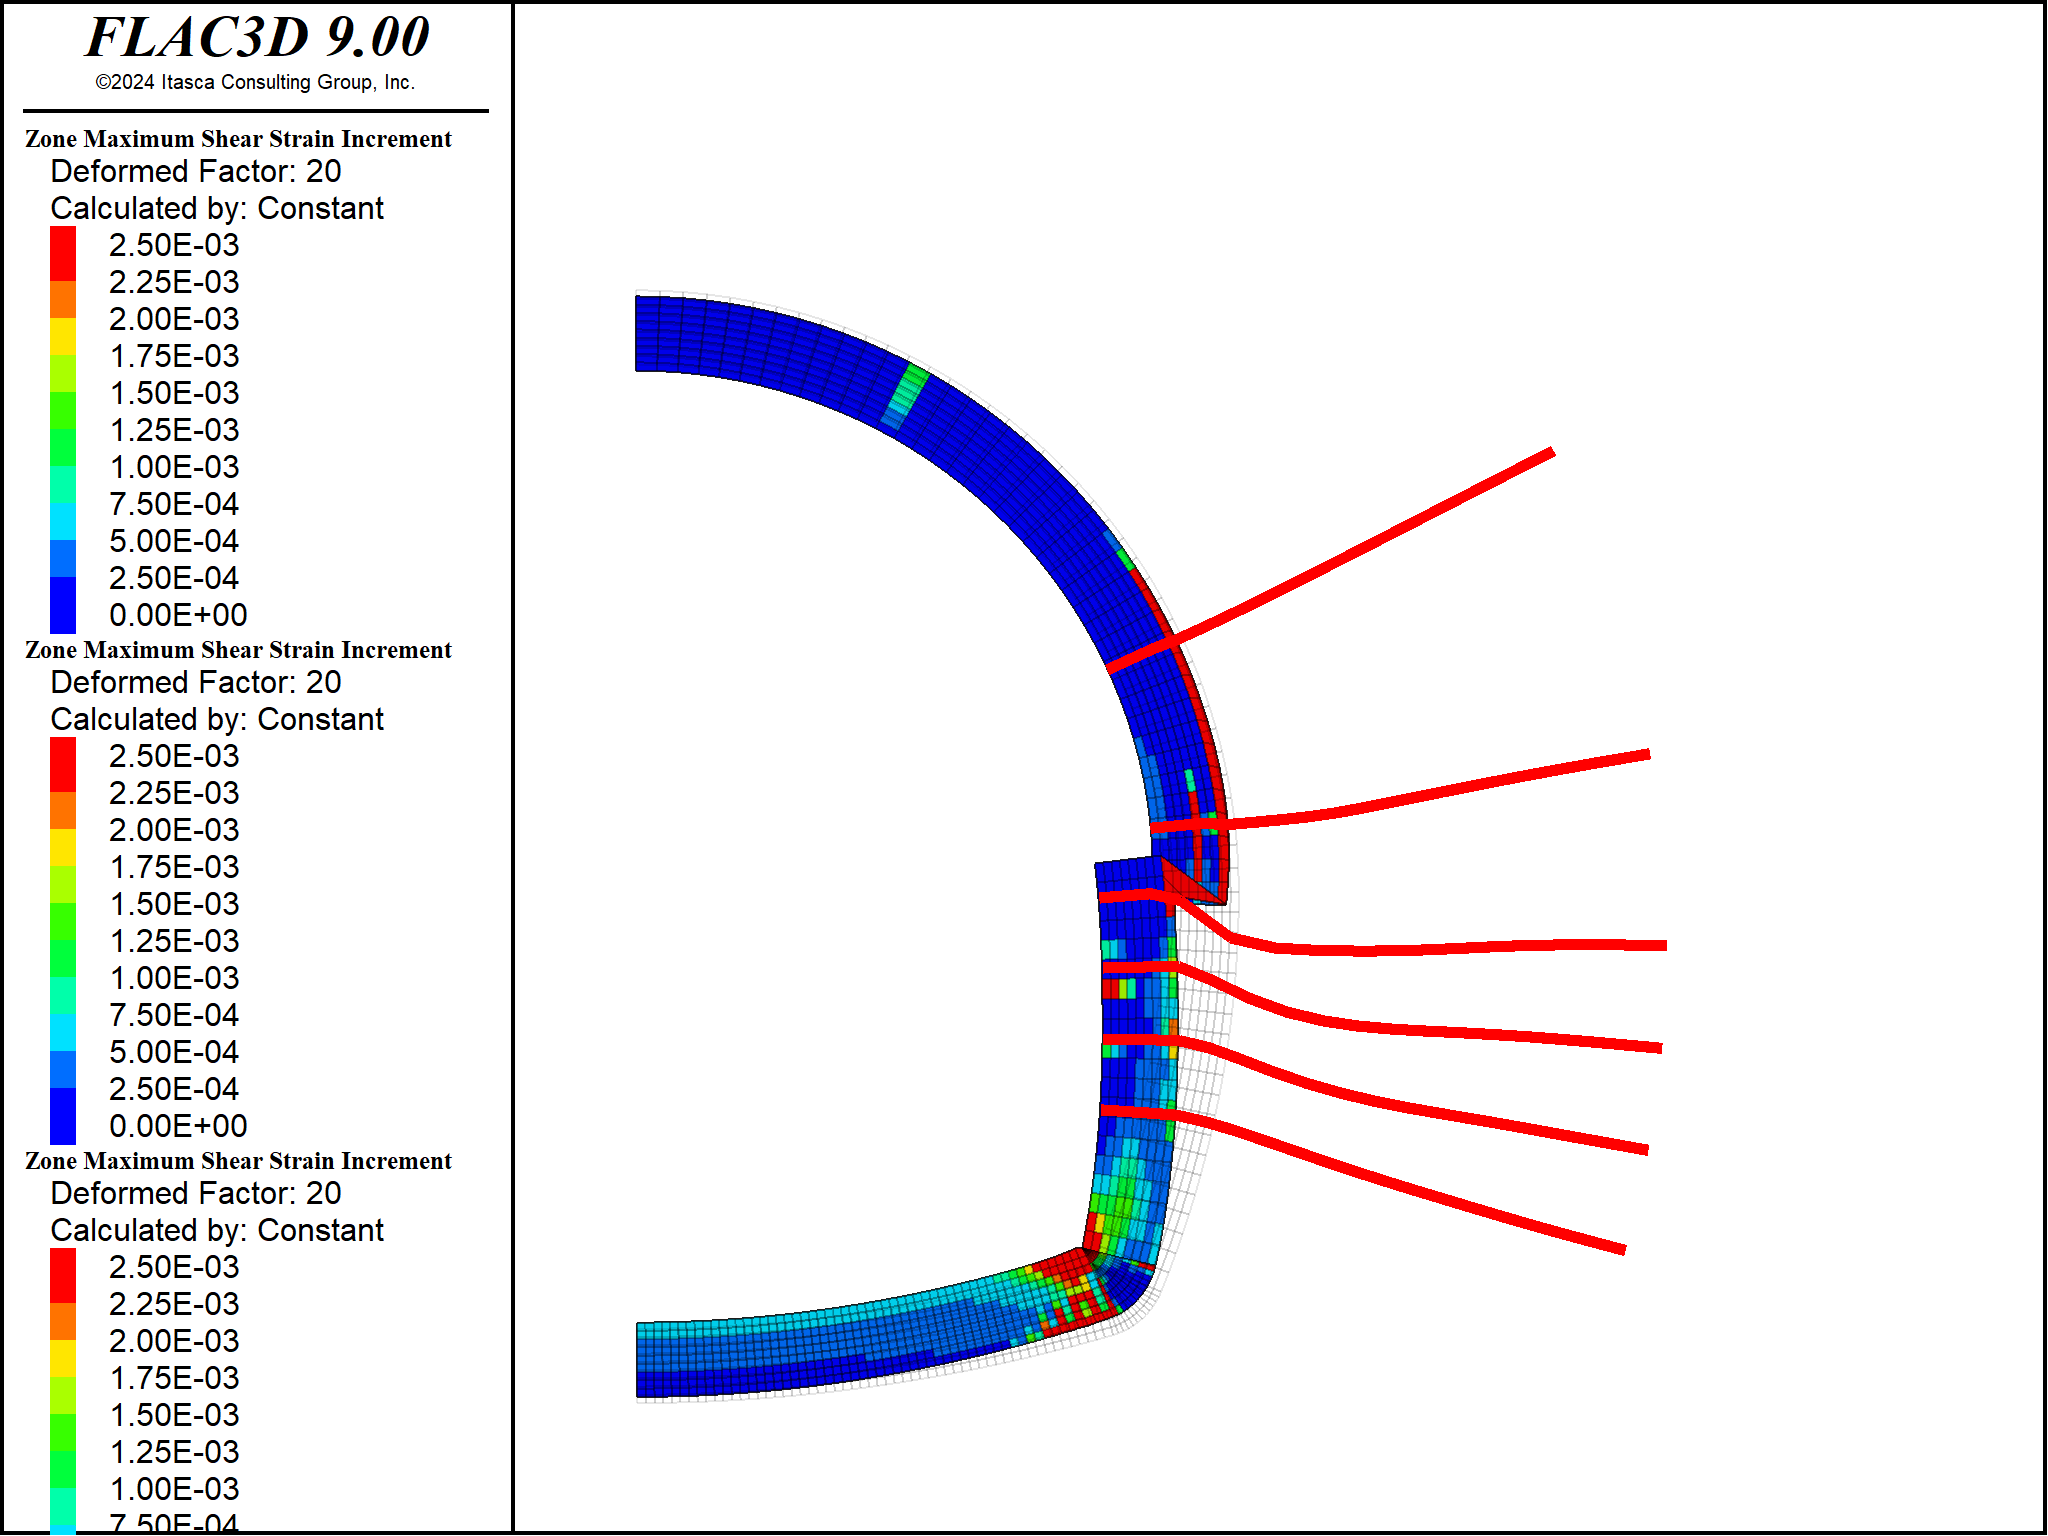 FLAC3D 9.00
©2024 Itasca Consulting Group, Inc.
Zone Maximum Shear Strain Increment
Deformed Factor: 20
Calculated by: Constant
2.50E-03
2.25E-03
2.00E-03
1.75E-03
1.50E-03
1.25E-03
1.00E-03
7.50E-04
5.00E-04
2.50E-04
0.00E+00
Zone Maximum Shear Strain Increment
Deformed Factor: 20
Calculated by: Constant
2.50E-03
2.25E-03
2.00E-03
1.75E-03
1.50E-03
1.25E-03
1.00E-03
7.50E-04
5.00E-04
2.50E-04
0.00E+00
Zone Maximum Shear Strain Increment
Deformed Factor: 20
Calculated by: Constant
2.50E-03
2.25E-03
2.00E-03
1.75E-03
1.50E-03
1.25E-03
1.00E-03
7.50E-04